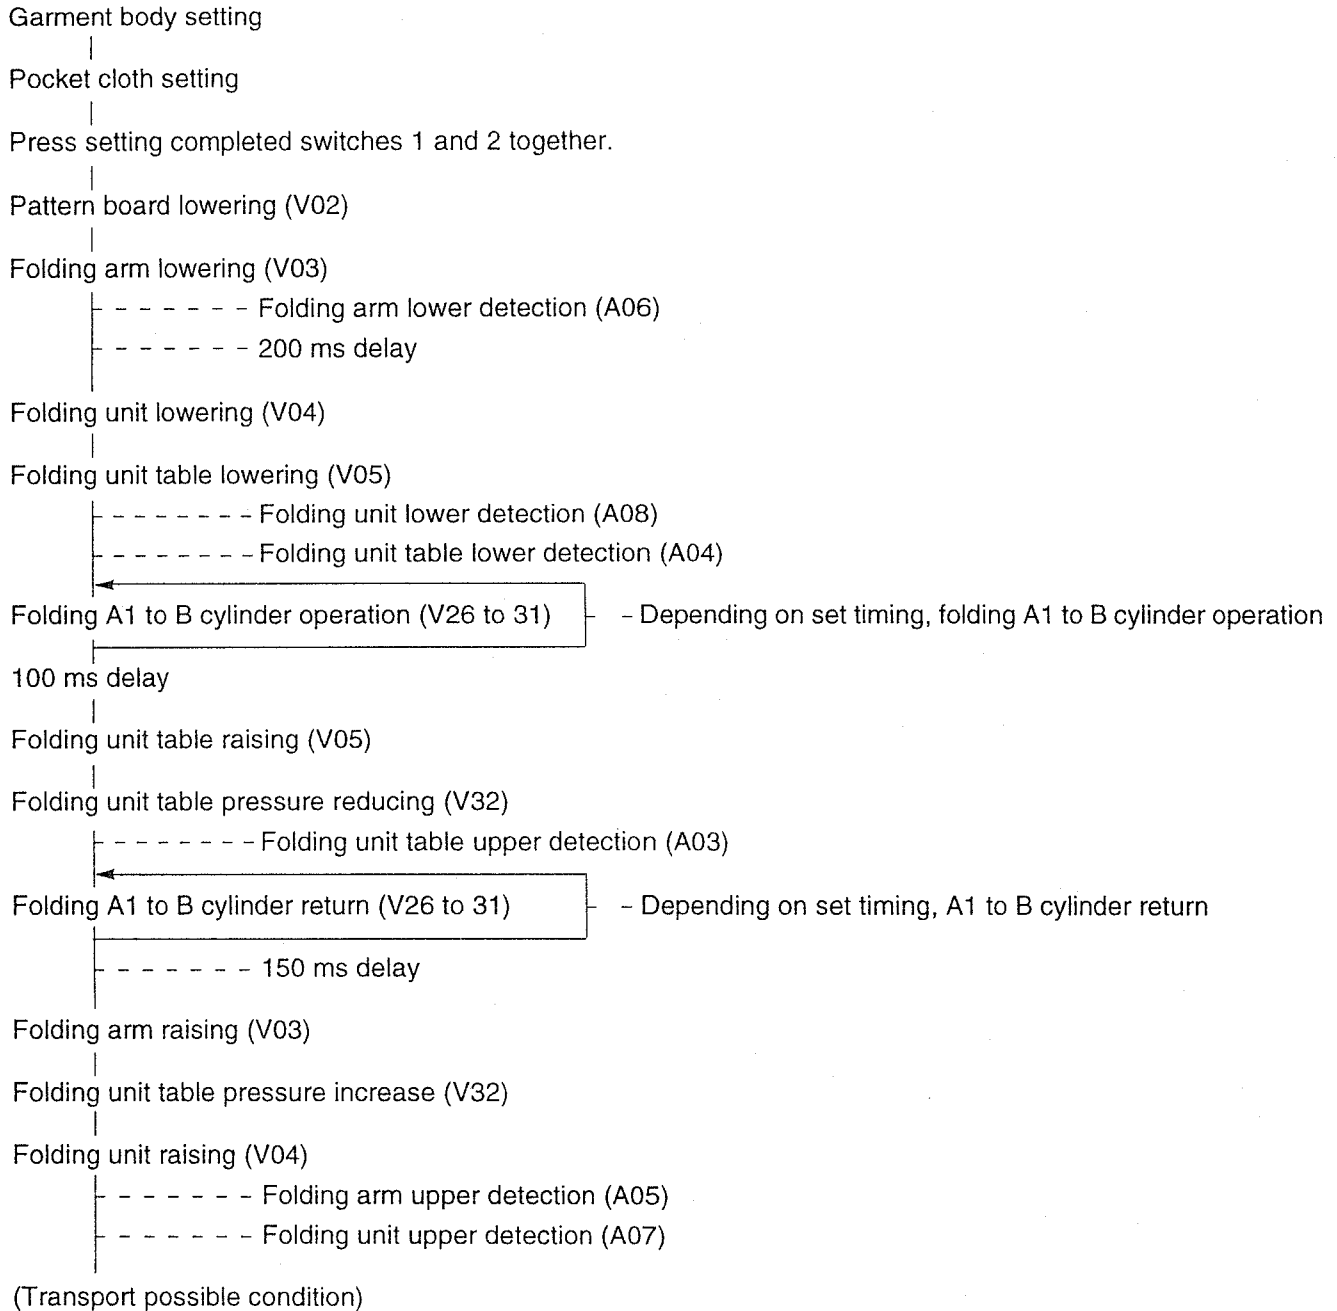 Garment body setting
Pocket cloth setting
Press setting completed switches 1 and 2 together.
Pattern board lowering (V02)
Folding arm lowering (V03)
Folding arm lower detection (A06)
200 ms delay
Folding unit lowering (V04)
Folding unit table lowering (V05)
Folding unit lower detection (A08)
Folding unit table lower detection (A04)
Folding A1 to B cylinder operation (V26 to 31) - Depending on set timing, folding A1 to B cylinder operation
100 ms delay
Folding unit table raising (V05)
Folding unit table pressure reducing (V32)
Folding unit table upper detection (A03)
Folding A1 to B cylinder return (V26 to 31) - Depending on set timing, A1 to B cylinder return
150 ms delay
Folding arm raising (V03)
Folding unit table pressure increase (V32)
Folding unit raising (V04)
Folding arm upper detection (A05)
Folding unit upper detection (A07)
(Transport possible condition)